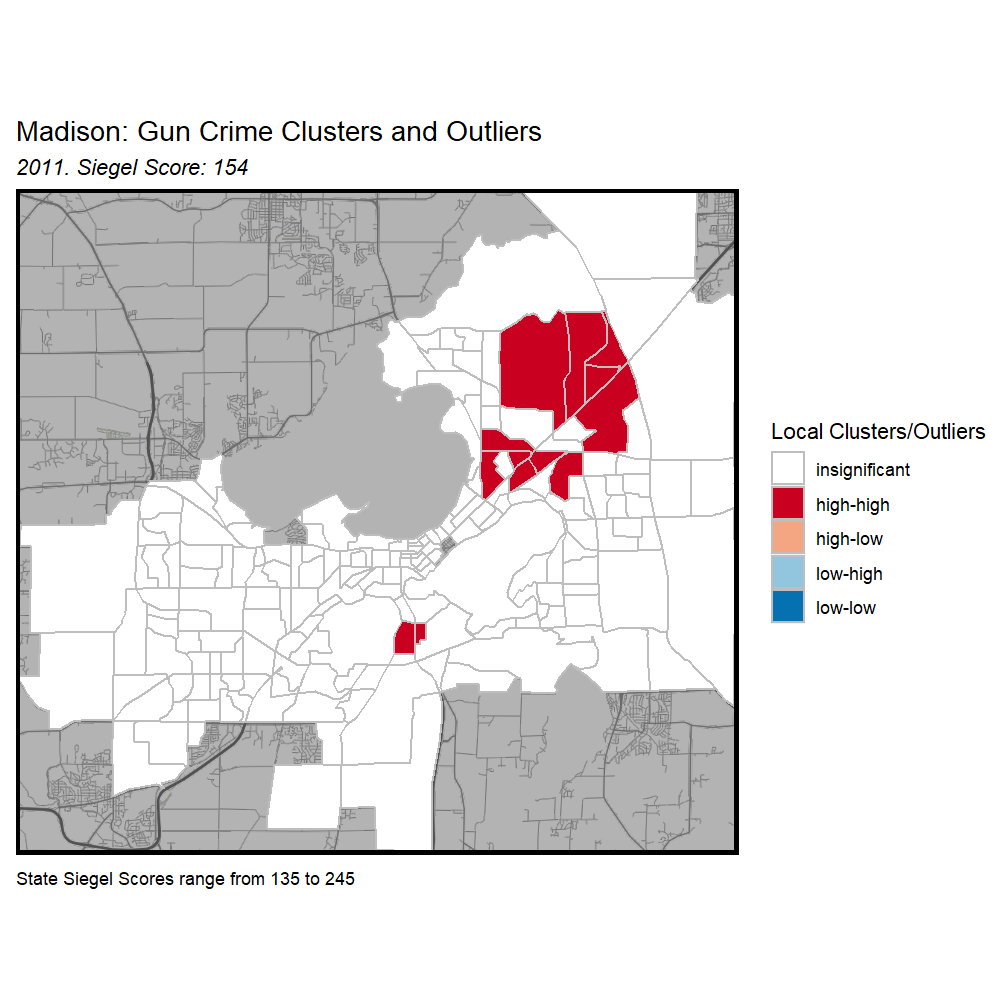 Madison: Gun Crime Clusters and Outliers
2011. Siegel Score: 154
Local Clusters/Outliers
insignificant
high-high
high-low
low-high
low-low
State Siegel Scores range from 135 to 245